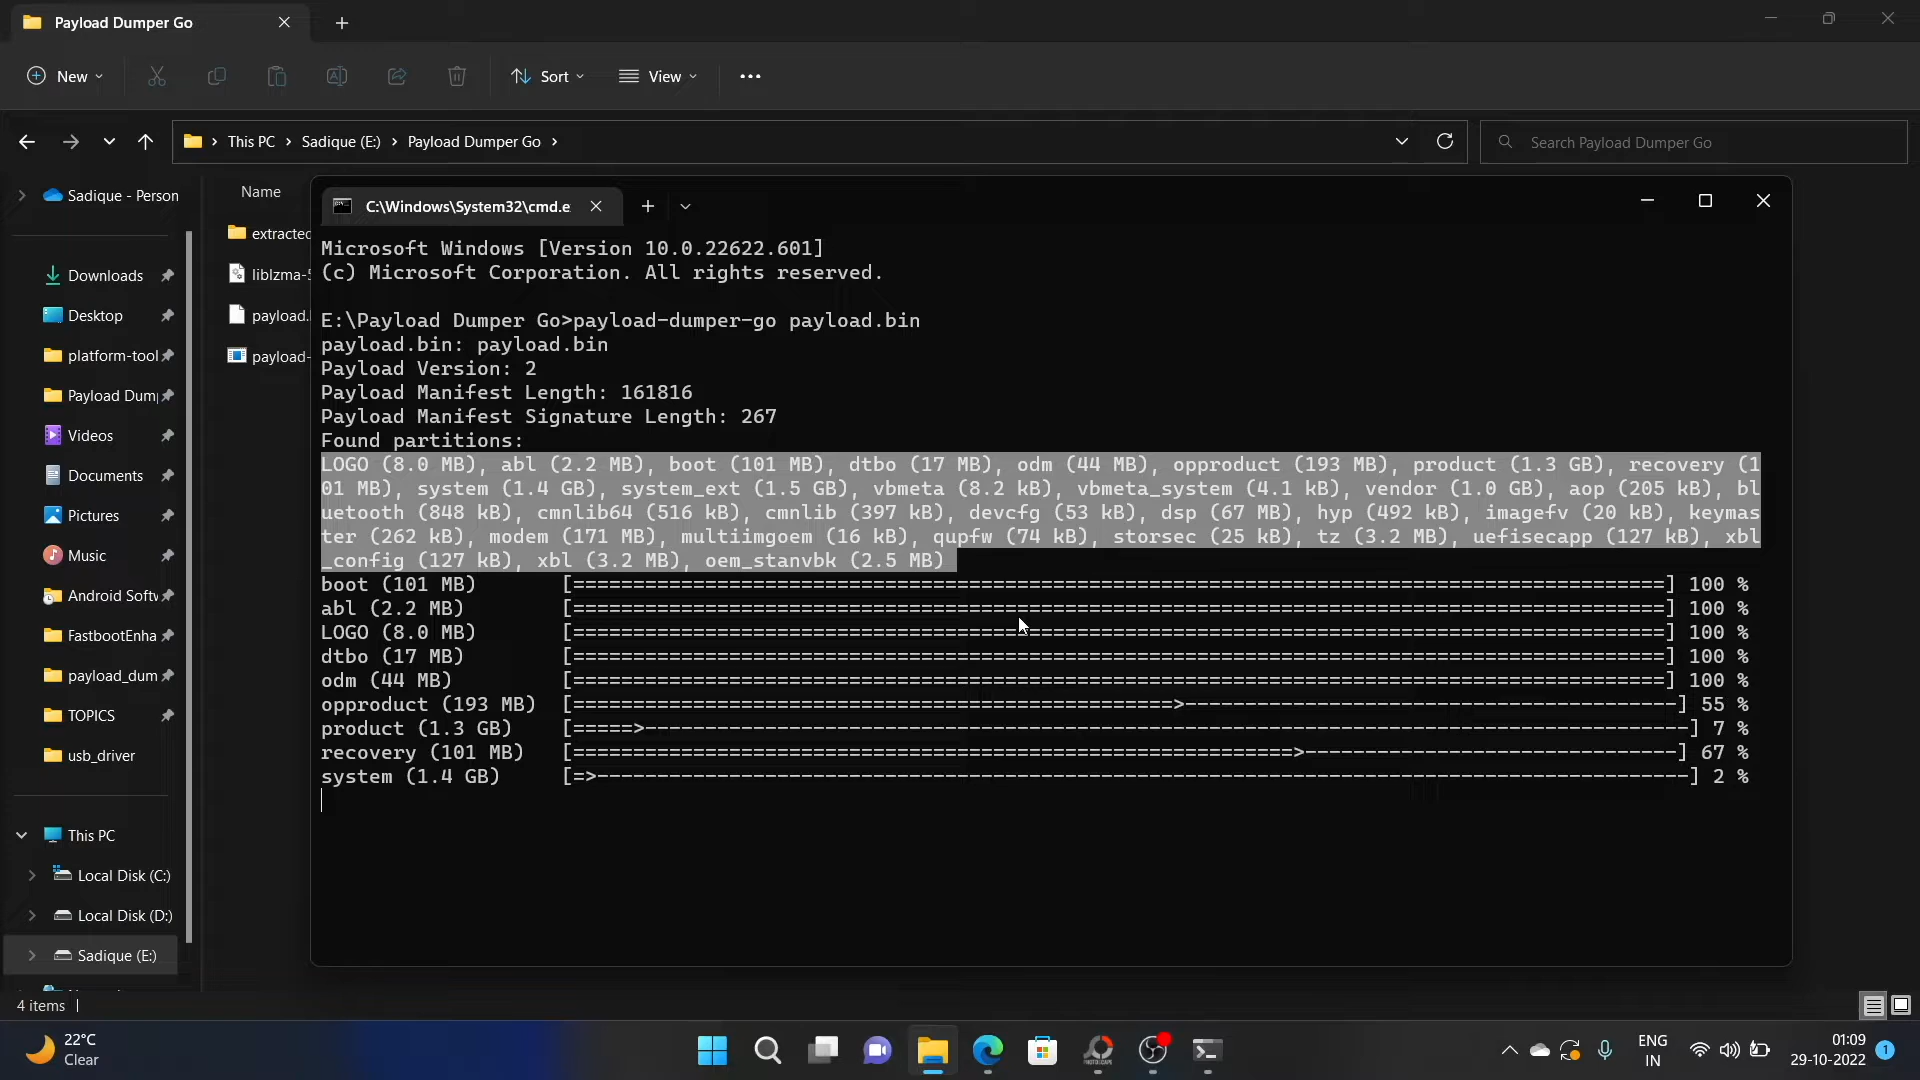 Payload Dumper Go
New
Sort
View
This PC > Sadique (E:) > Payload Dumper Go >
Search Payload Dumper Go
Sadique - Person
Downloads
Desktop
platform-tool
Payload Dum
Videos
Documents
Pictures
Music
Android Softw
FastbootEnha
payload_dum
TOPICS
usb_driver
This PC
Local Disk (C:)
Local Disk (D:)
Sadique (E:)
Name
extracted
liblzma-5
payload.
payload-
C:\Windows\System32\cmd.e
Microsoft Windows [Version 10.0.22622.601]
(c) Microsoft Corporation. All rights reserved.
E:\Payload Dumper Go>payload-dumper-go payload.bin
payload.bin: payload.bin
Payload Version: 2
Payload Manifest Length: 161816
Payload Manifest Signature Length: 267
Found partitions:
LOGO (8.0 MB), abl (2.2 MB), boot (101 MB), dtbo (17 MB), odm (44 MB), opproduct (193 MB), product (1.3 GB), recovery (1
01 MB), system (1.4 GB), system_ext (1.5 GB), vbmeta (8.2 kB), vbmeta_system (4.1 kB), vendor (1.0 GB), aop (205 kB), bl
uetooth (848 kB), cmnlib64 (516 kB), cmnlib (397 kB), devcfg (53 kB), dsp (67 MB), hyp (492 kB), imagefv (20 kB), keymas
ter (262 kB), modem (171 MB), multiimgoem (16 kB), qupfw (74 kB), storsec (25 kB), tz (3.2 MB), uefisecapp (127 kB), xbl
_config (127 kB), xbl (3.2 MB), oem_stanvbk (2.5 MB)
boot (101 MB) 100 %
abl (2.2 MB) 100 %
LOGO (8.0 MB) 100 %
dtbo (17 MB) 100 %
odm (44 MB) 100 %
opproduct (193 MB) 55 %
product (1.3 GB) 7 %
recovery (101 MB) 67 %
system (1.4 GB) 2 %
4 items
22°C
Clear
ENG
IN
01:09
29-10-2022
1